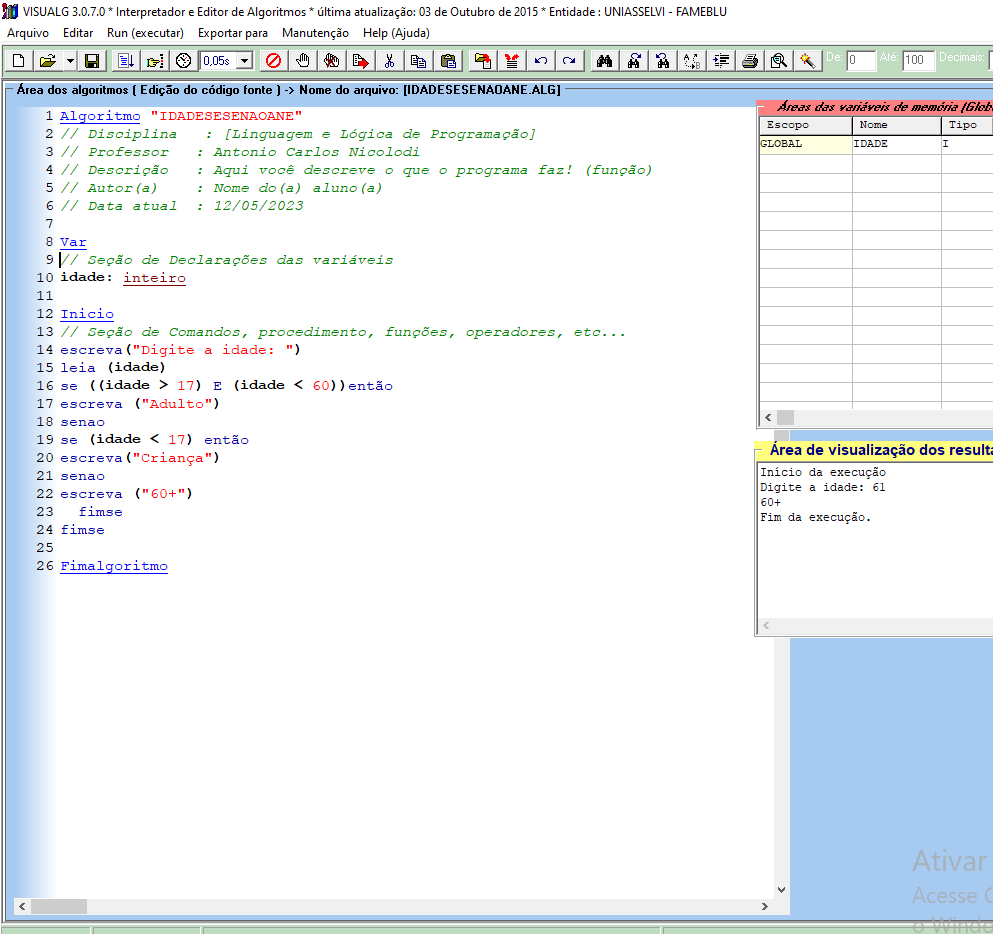 VISUALG 3.0.7.0 * Interpretador e Editor de Algoritmos * última atualização: 03 de Outubro de 2015 * Entidade : UNIASSELVI - FAMEBLU
Arquivo Editar Run (executar) Exportar para Manutenção Help (Ajuda)
0,05s De: 0 Até: 100 Decimais:
Área dos algoritmos ( Edição do código fonte ) -> Nome do arquivo: [IDADESESENAOANE.ALG]
1 Algoritmo "IDADESESENAOANE"
2 // Disciplina : [Linguagem e Lógica de Programação]
3 // Professor : Antonio Carlos Nicolodi
4 // Descrição : Aqui você descreve o que o programa faz! (função)
5 // Autor(a) : Nome do(a) aluno(a)
6 // Data atual : 12/05/2023
7
8 Var
9 // Seção de Declarações das variáveis
10 idade: inteiro
11
12 Inicio
13 // Seção de Comandos, procedimento, funções, operadores, etc...
14 escreva("Digite a idade: ")
15 leia (idade)
16 se ((idade > 17) E (idade < 60))então
17 escreva ("Adulto")
18 senao
19 se (idade < 17) então
20 escreva("Criança")
21 senao
22 escreva ("60+")
23 fimse
24 fimse
25
26 Fimalgoritmo
Áreas das variáveis de memória (Glob
Escopo Nome Tipo
GLOBAL IDADE I
Área de visualização dos result
Início da execução
Digite a idade: 61
60+
Fim da execução.
Ativar
Acesse
o Windo